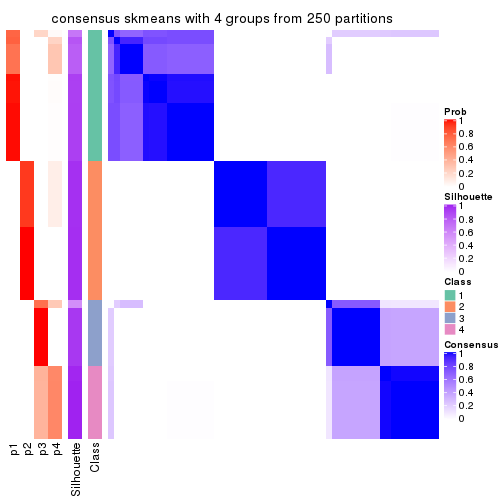 consensus skmeans with 4 groups from 250 partitions
Prob
1
0.8
0.6
0.4
0.2
0
Silhouette
1
0.8
0.6
0.4
0.2
0
Class
1
2
3
4
Consensus
1
0.8
0.6
0.4
0.2
0
p1
p2
p3
p4
Silhouette
Class